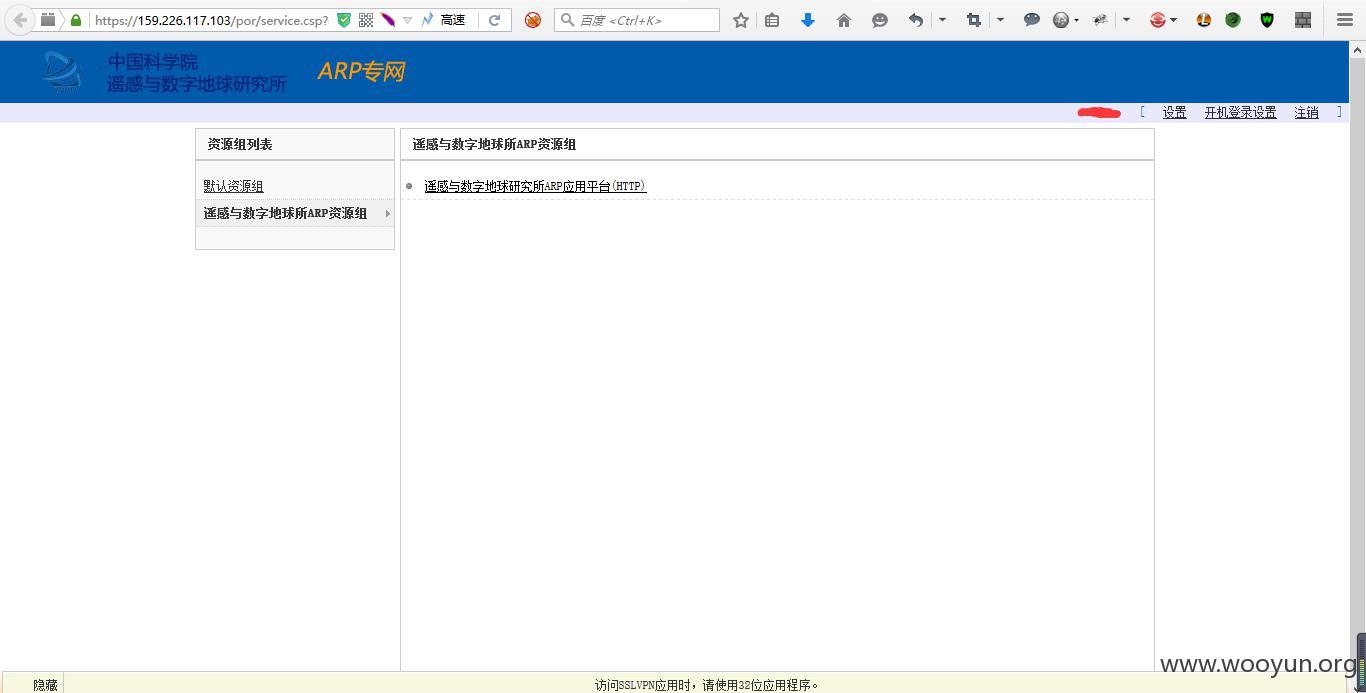 https://159.226.117.103/por/service.csp?
高速
百度 <Ctrl+K>
中国科学院
遥感与数字地球研究所
ARP专网
[ 设置 开机登录设置 注销 ]
资源组列表
遥感与数字地球所ARP资源组
默认资源组
遥感与数字地球研究所ARP应用平台(HTTP)
遥感与数字地球所ARP资源组
www.wooyun.org
隐藏
访问SSLVPN应用时，请使用32位应用程序。